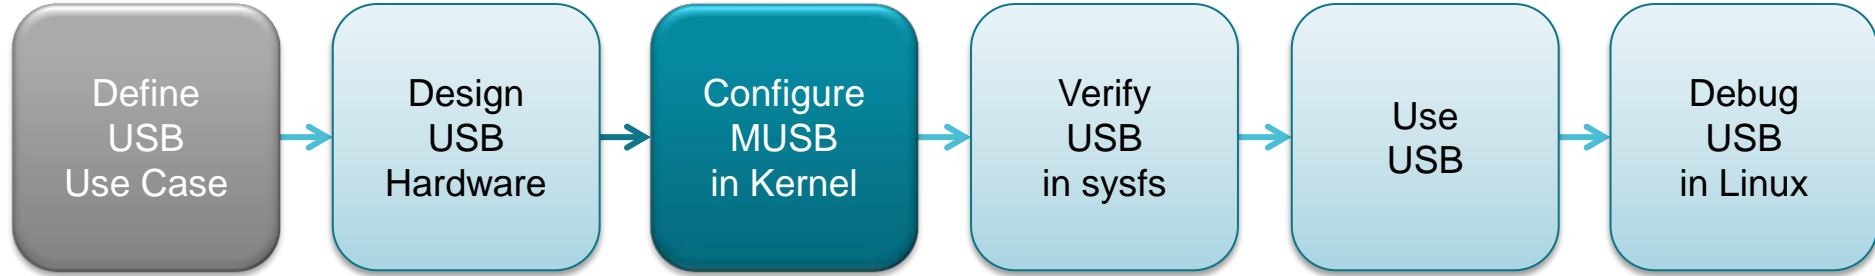 Define
USB
Use Case
Design
USB
Hardware
Configure
MUSB
in Kernel
Verify
USB
in sysfs
Use
USB
Debug
USB
in Linux